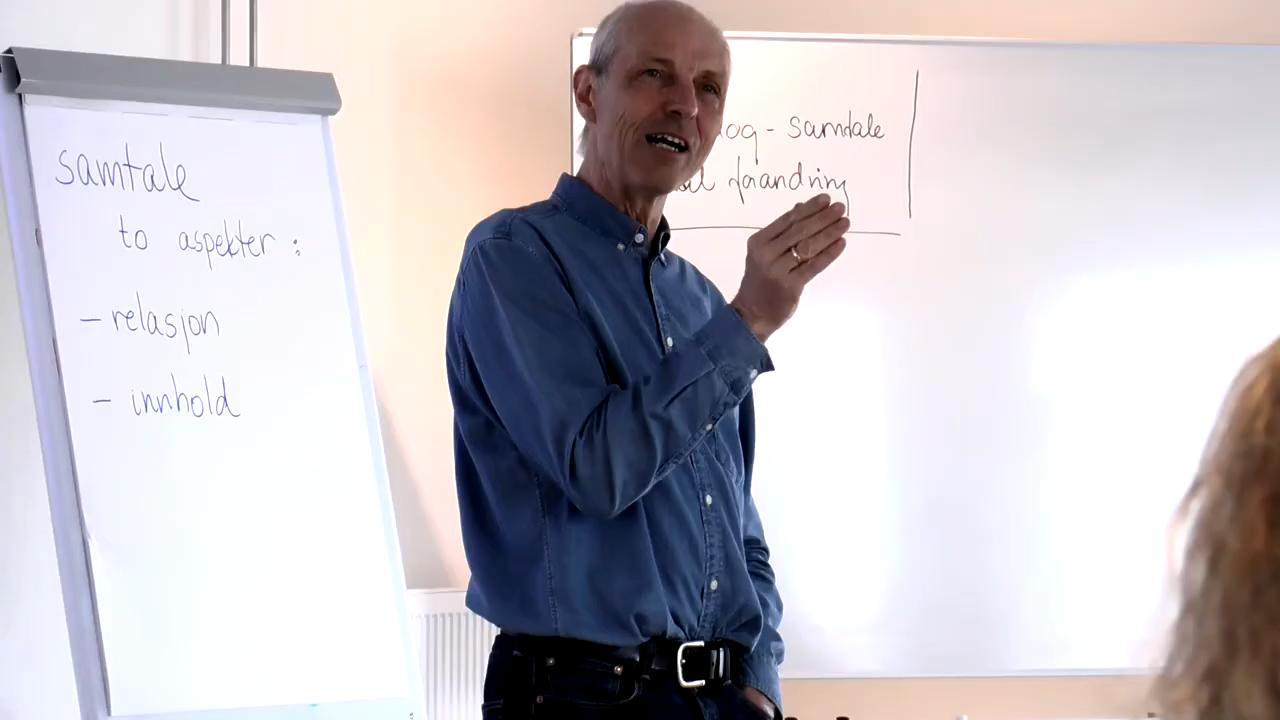 samtale
to aspekter :
- relasjon
- innhold
- samtale
forandring